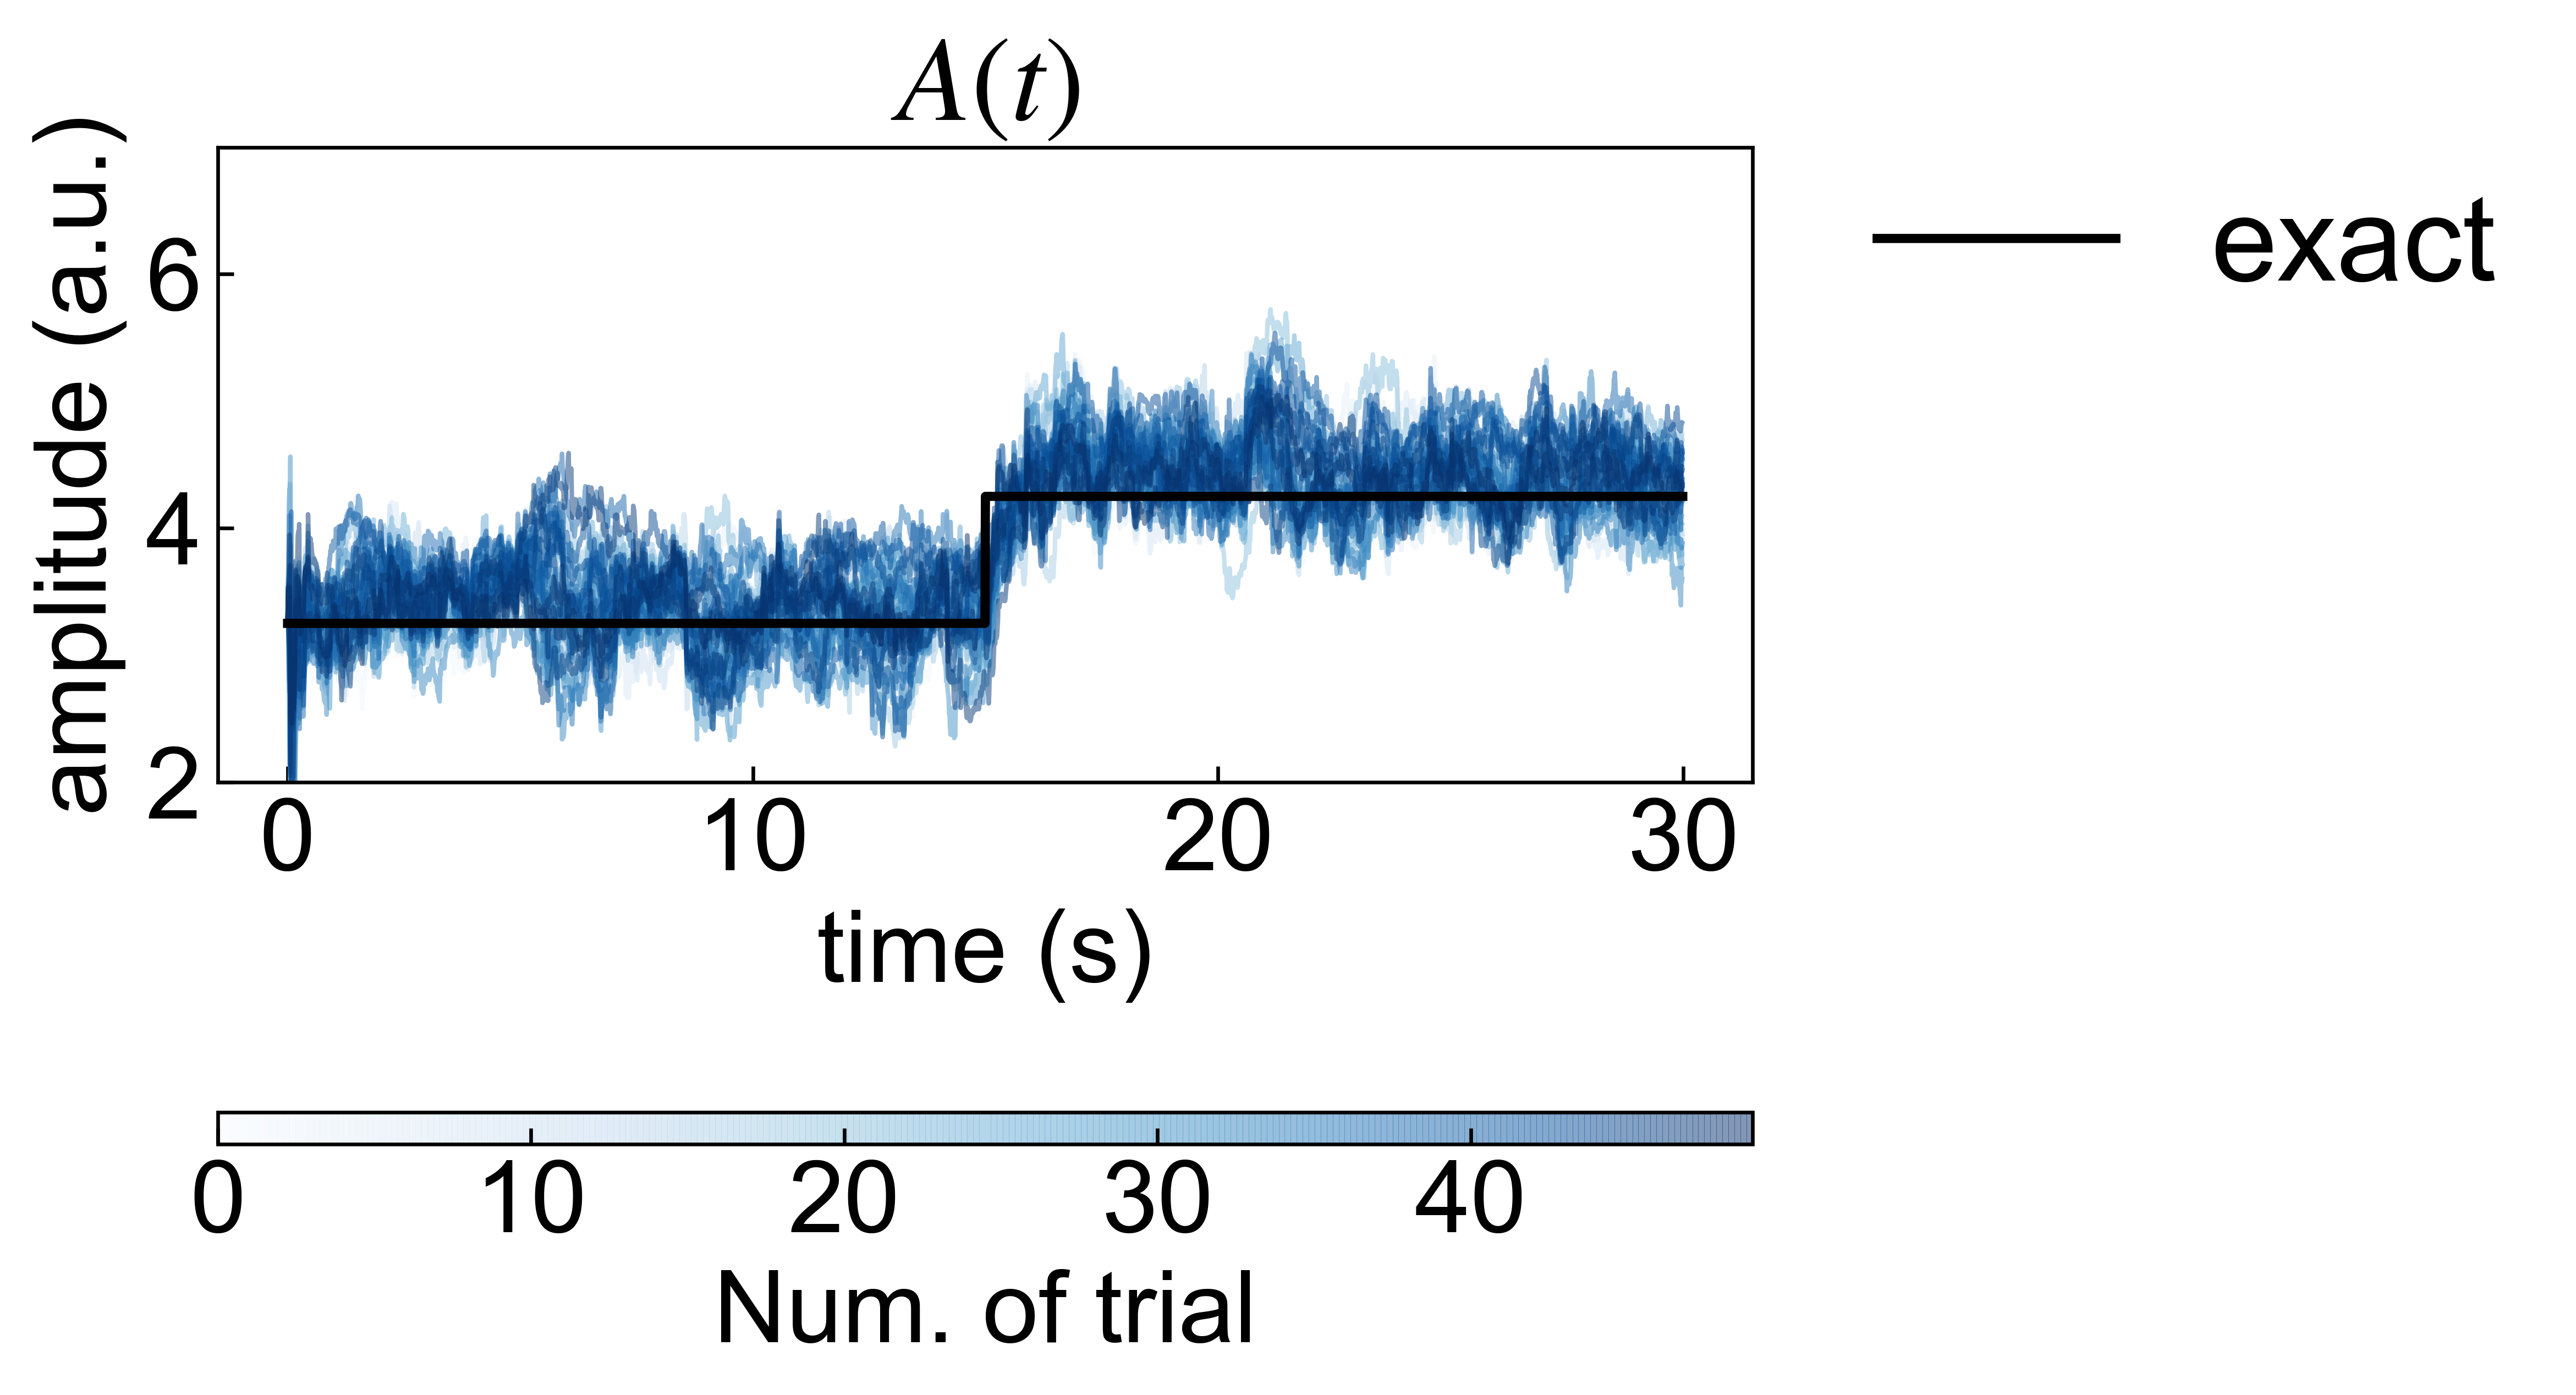 A(t)
exact
amplitude (a.u.)
6
4
2
0 10 20 30
time (s)
0 10 20 30 40
Num. of trial